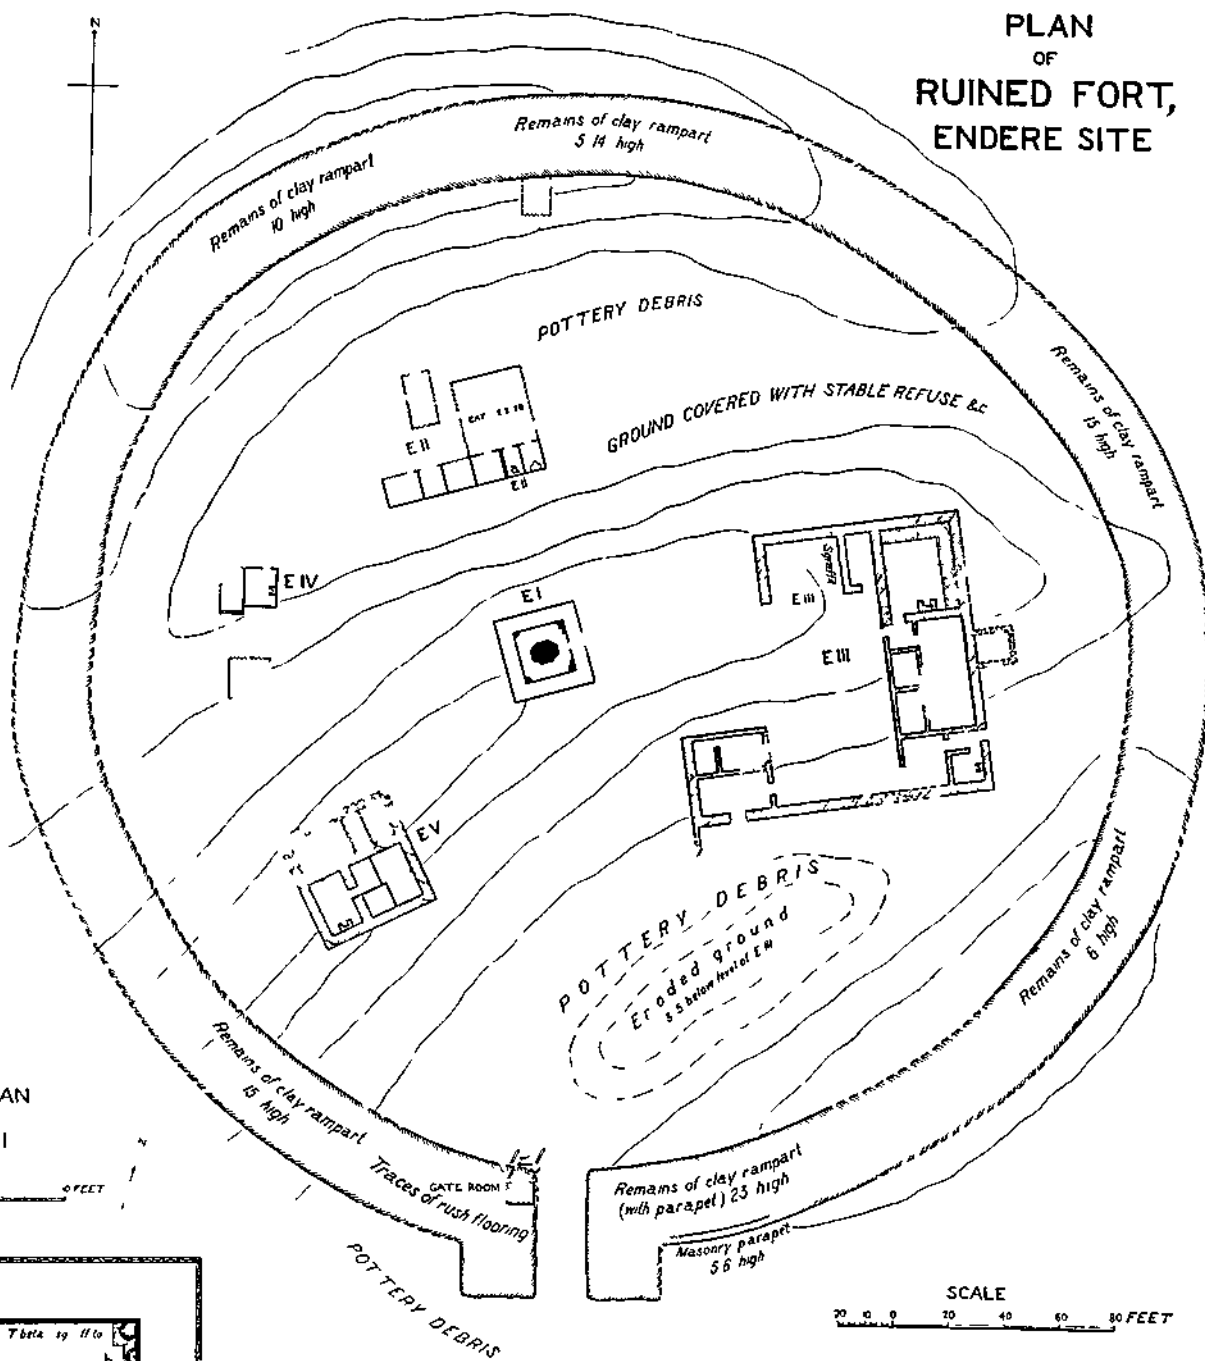 PLAN
OF
RUINED FORT,
ENDERE SITE
N
Remains of clay rampart
5 14 high
Remains of clay rampart
10 high
POTTERY DEBRIS
GROUND COVERED WITH STABLE REFUSE &c
Remains of clay rampart
15 high
E II
E II
E IV
E I
E III
E III
E V
POTTERY DEBRIS
Eroded ground
Remains of clay rampart
6 high
Remains of clay rampart
15 high
Traces of rush flooring
GATE ROOM
Remains of clay rampart
(with parapet) 23 high
Masonry parapet
5 6 high
POTTERY DEBRIS
AN
I
N
0 FEET
SCALE
20 10 0 20 40 60 80 FEET